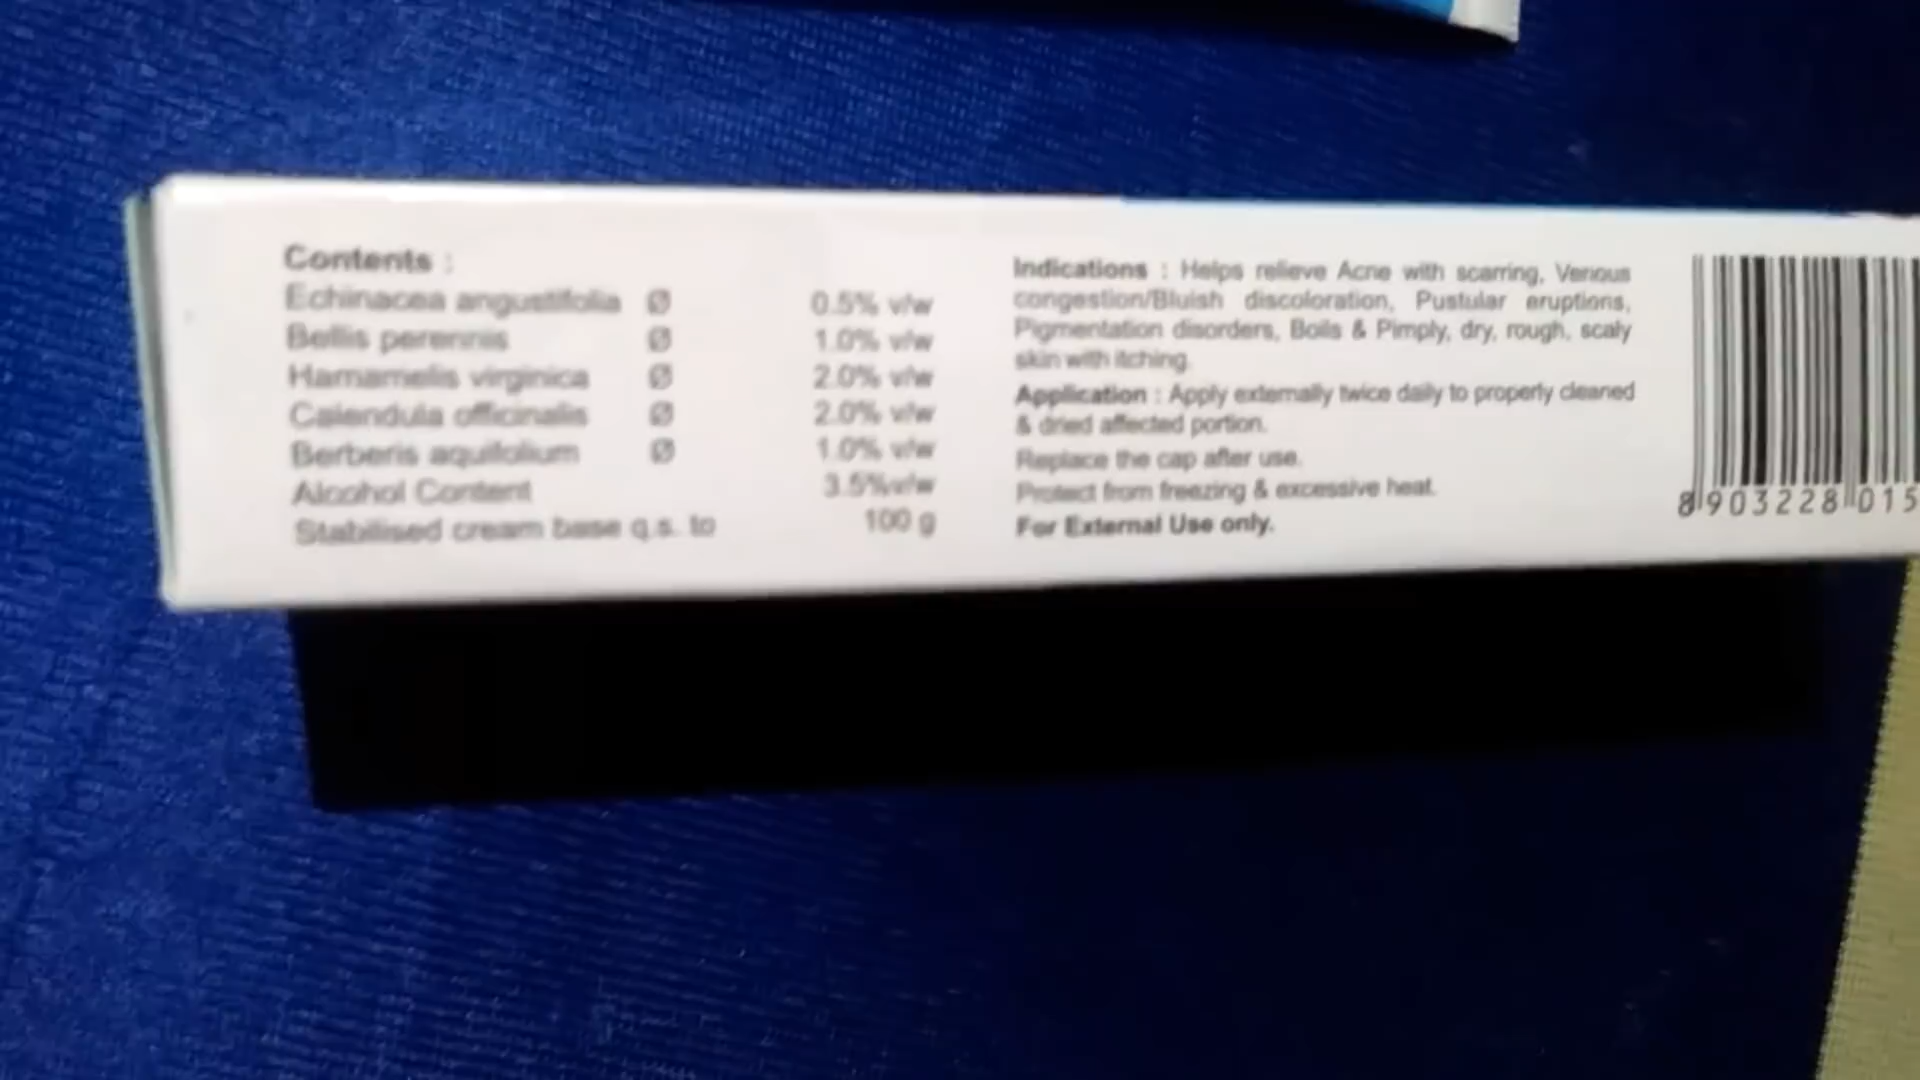 Contents :
Echinacea angustifolia Ø 0.5% v/w
Bellis perennis Ø 1.0% v/w
Hamamelis virginica Ø 2.0% v/w
Calendula officinalis Ø 2.0% v/w
Berberis aquifolium Ø 1.0% v/w
Alcohol Content 3.5%v/w
Stabilised cream base q.s. to 100 g
Indications : Helps relieve Acne with scarring, Venous
congestion/Bluish discoloration, Pustular eruptions,
Pigmentation disorders, Boils & Pimply, dry, rough, scaly
skin with itching.
Application : Apply externally twice daily to properly cleaned
& dried affected portion.
Replace the cap after use.
Protect from freezing & excessive heat.
For External Use only.
8 903228 015